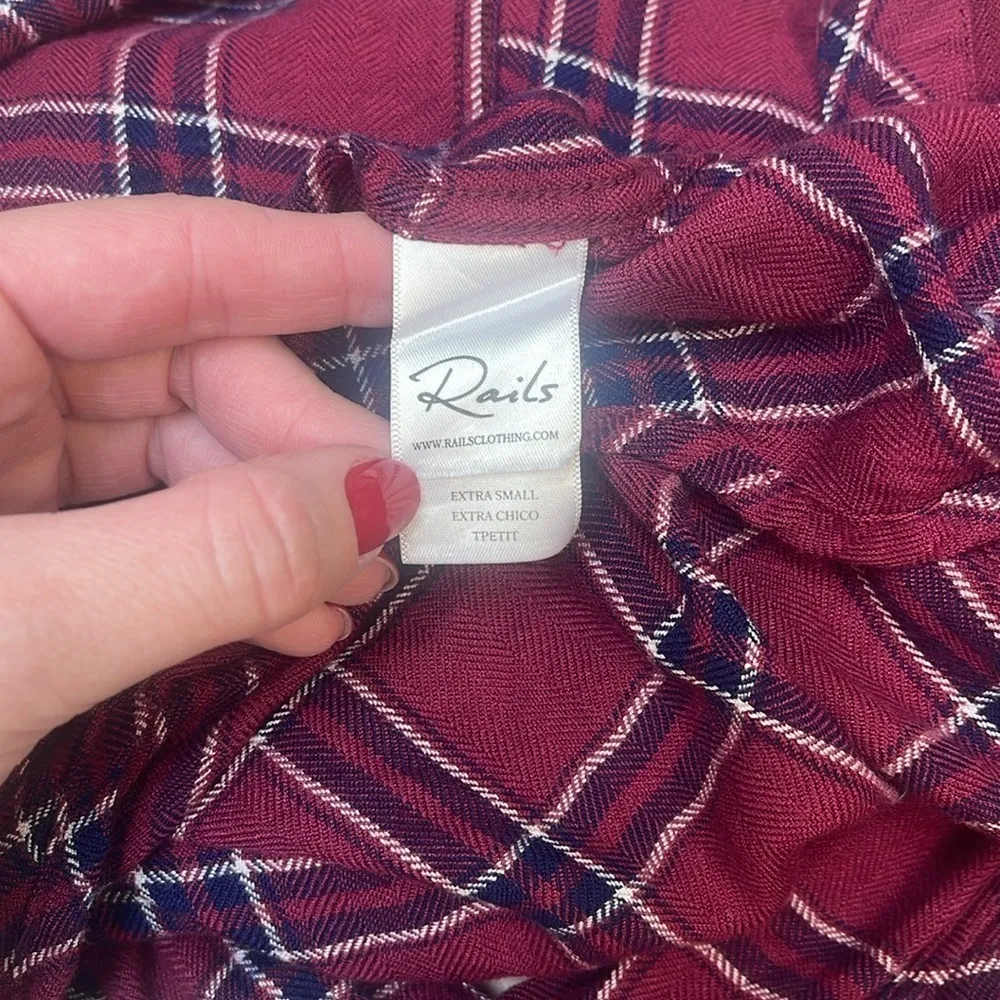 Rails
WWW.RAILSCLOTHING.COM
EXTRA SMALL
EXTRA CHICO
TPETIT